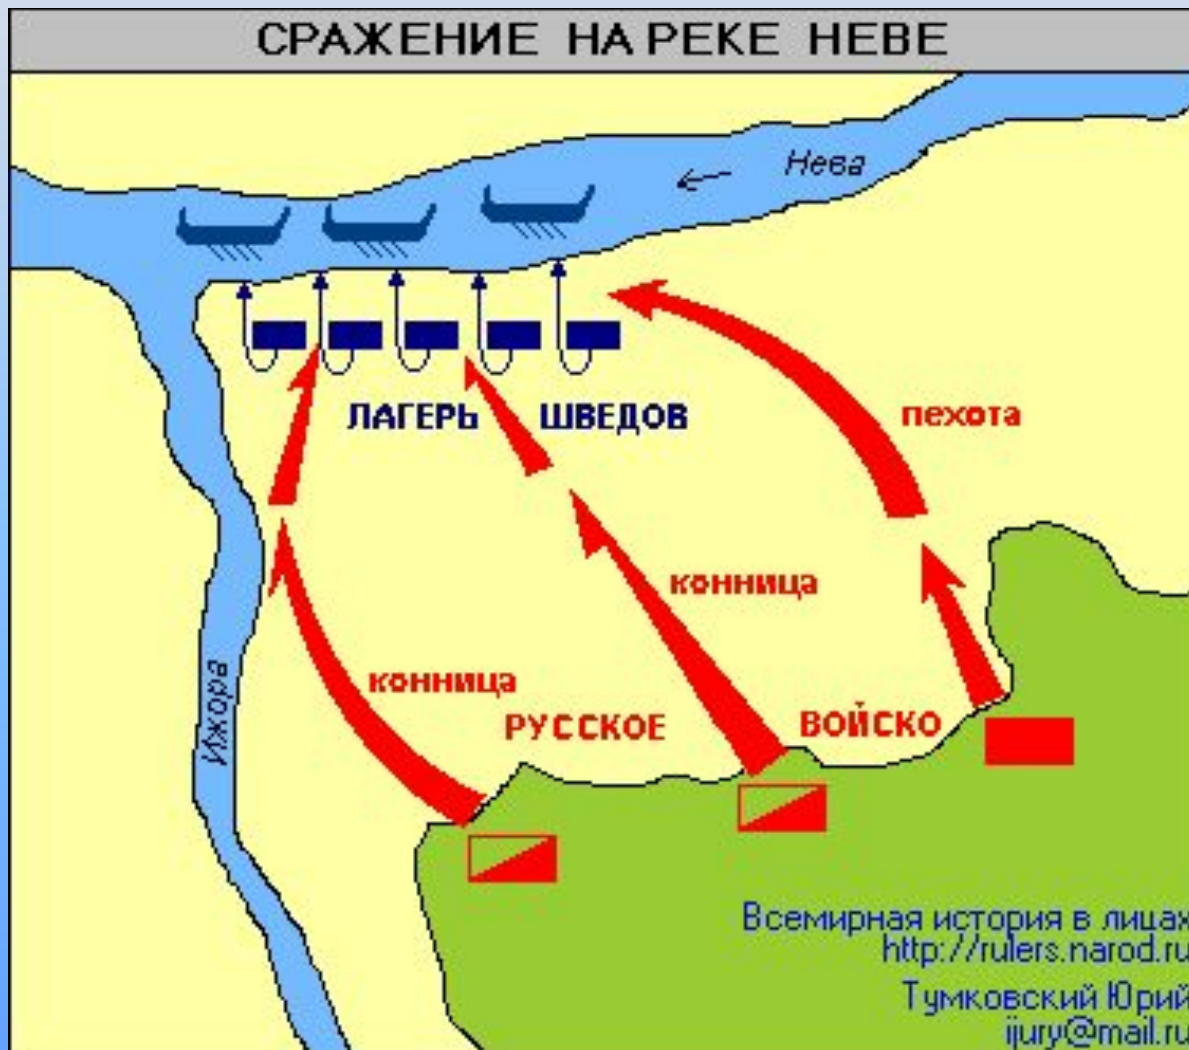 СРАЖЕНИЕ НА РЕКЕ НЕВЕ
Нева
ЛАГЕРЬ ШВЕДОВ
пехота
конница
Ижора
конница
РУССКОЕ ВОЙСКО
Всемирная история в лицах
http://rulers.narod.ru
Тумковский Юрий
ijury@mail.ru